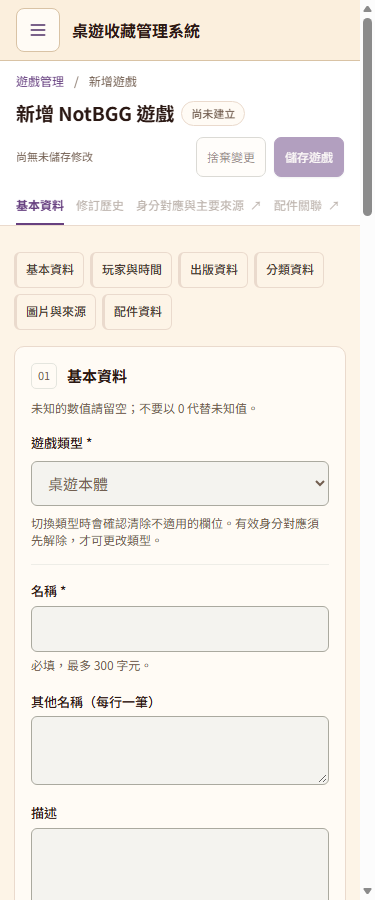 桌遊收藏管理系統
遊戲管理 / 新增遊戲
新增 NotBGG 遊戲 尚未建立
尚無未儲存修改 捨棄變更 儲存遊戲
基本資料 修訂歷史 身分對應與主要來源 ↗ 配件關聯 ↗
基本資料 玩家與時間 出版資料 分類資料
圖片與來源 配件資料
01 基本資料
未知的數值請留空；不要以 0 代替未知值。
遊戲類型 *
桌遊本體
切換類型時會確認清除不適用的欄位。有效身分對應須
先解除，才可更改類型。
名稱 *
必填，最多 300 字元。
其他名稱（每行一筆）
描述